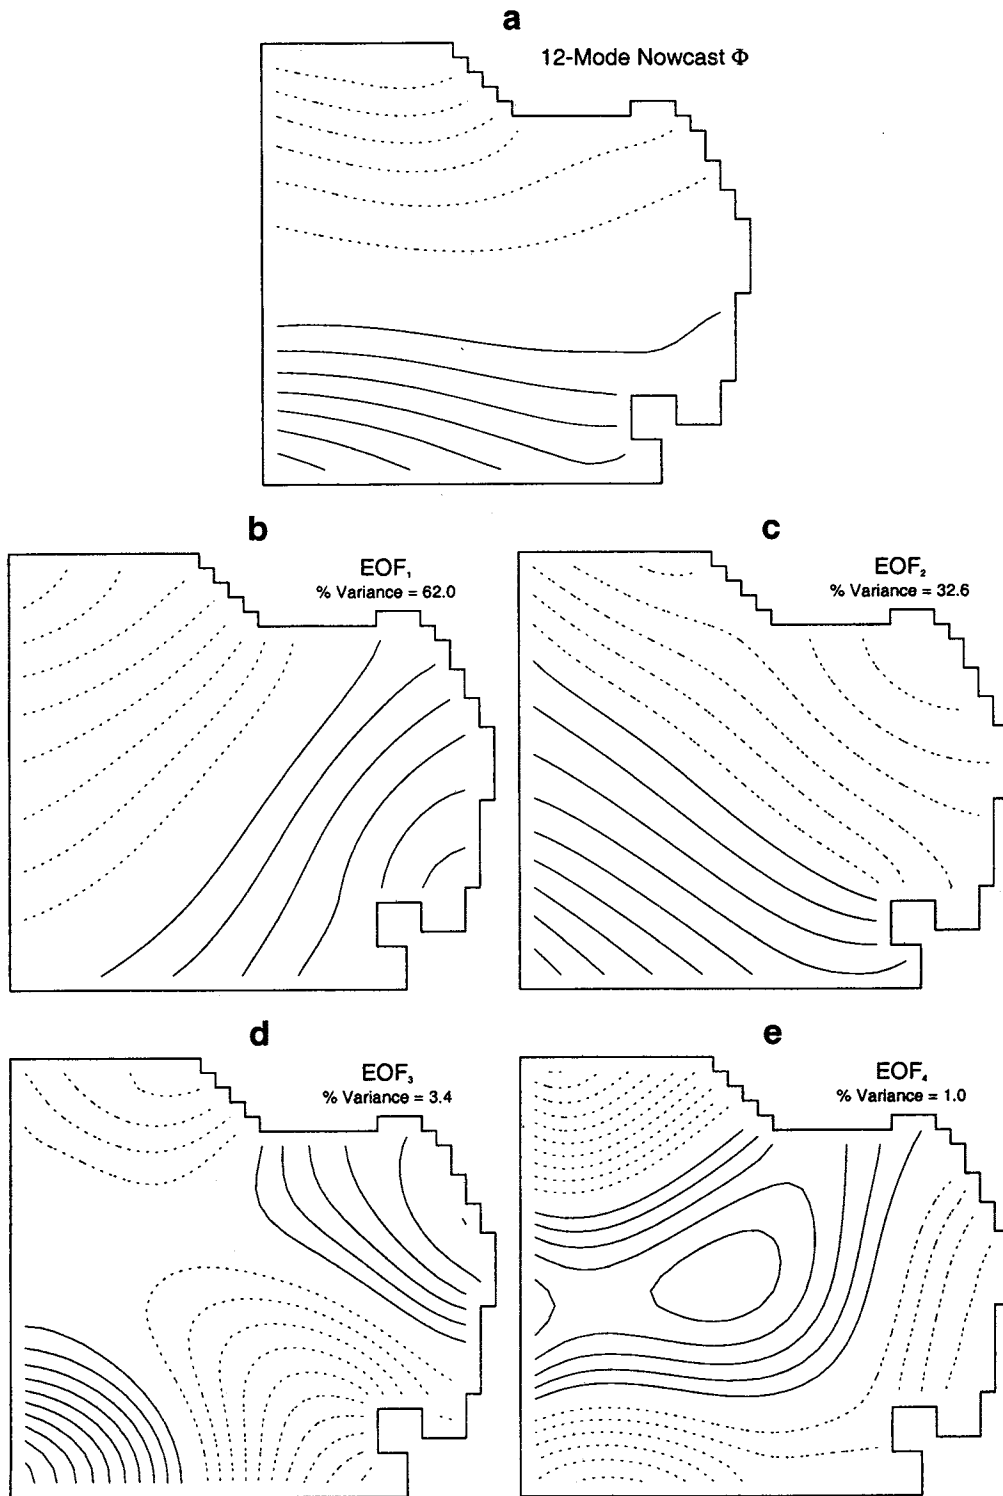 a
12-Mode Nowcast Φ
b
EOF₁
% Variance = 62.0
c
EOF₂
% Variance = 32.6
d
EOF₃
% Variance = 3.4
e
EOF₄
% Variance = 1.0